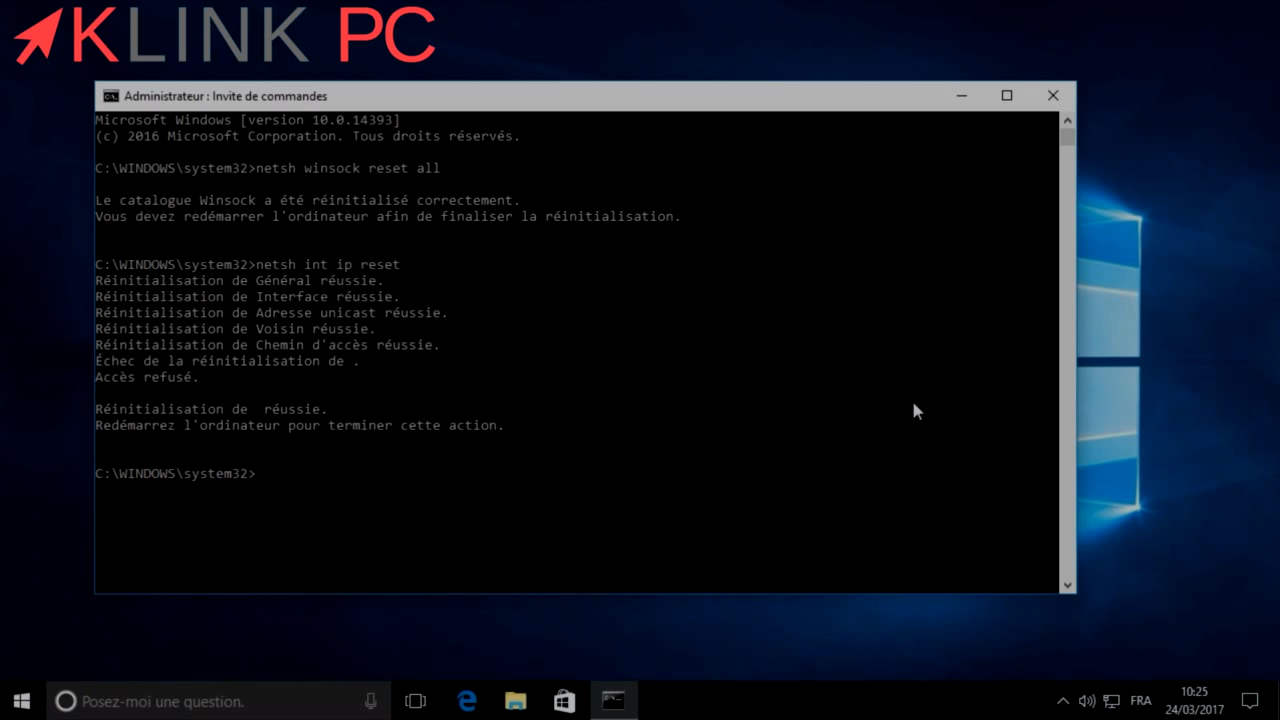 KLINK PC
Administrateur : Invite de commandes
Microsoft Windows [version 10.0.14393]
(c) 2016 Microsoft Corporation. Tous droits réservés.
C:\WINDOWS\system32>netsh winsock reset all
Le catalogue Winsock a été réinitialisé correctement.
Vous devez redémarrer l'ordinateur afin de finaliser la réinitialisation.
C:\WINDOWS\system32>netsh int ip reset
Réinitialisation de Général réussie.
Réinitialisation de Interface réussie.
Réinitialisation de Adresse unicast réussie.
Réinitialisation de Voisin réussie.
Réinitialisation de Chemin d'accès réussie.
Échec de la réinitialisation de .
Accès refusé.
Réinitialisation de  réussie.
Redémarrez l'ordinateur pour terminer cette action.
C:\WINDOWS\system32>
Posez-moi une question.
FRA
10:25
24/03/2017